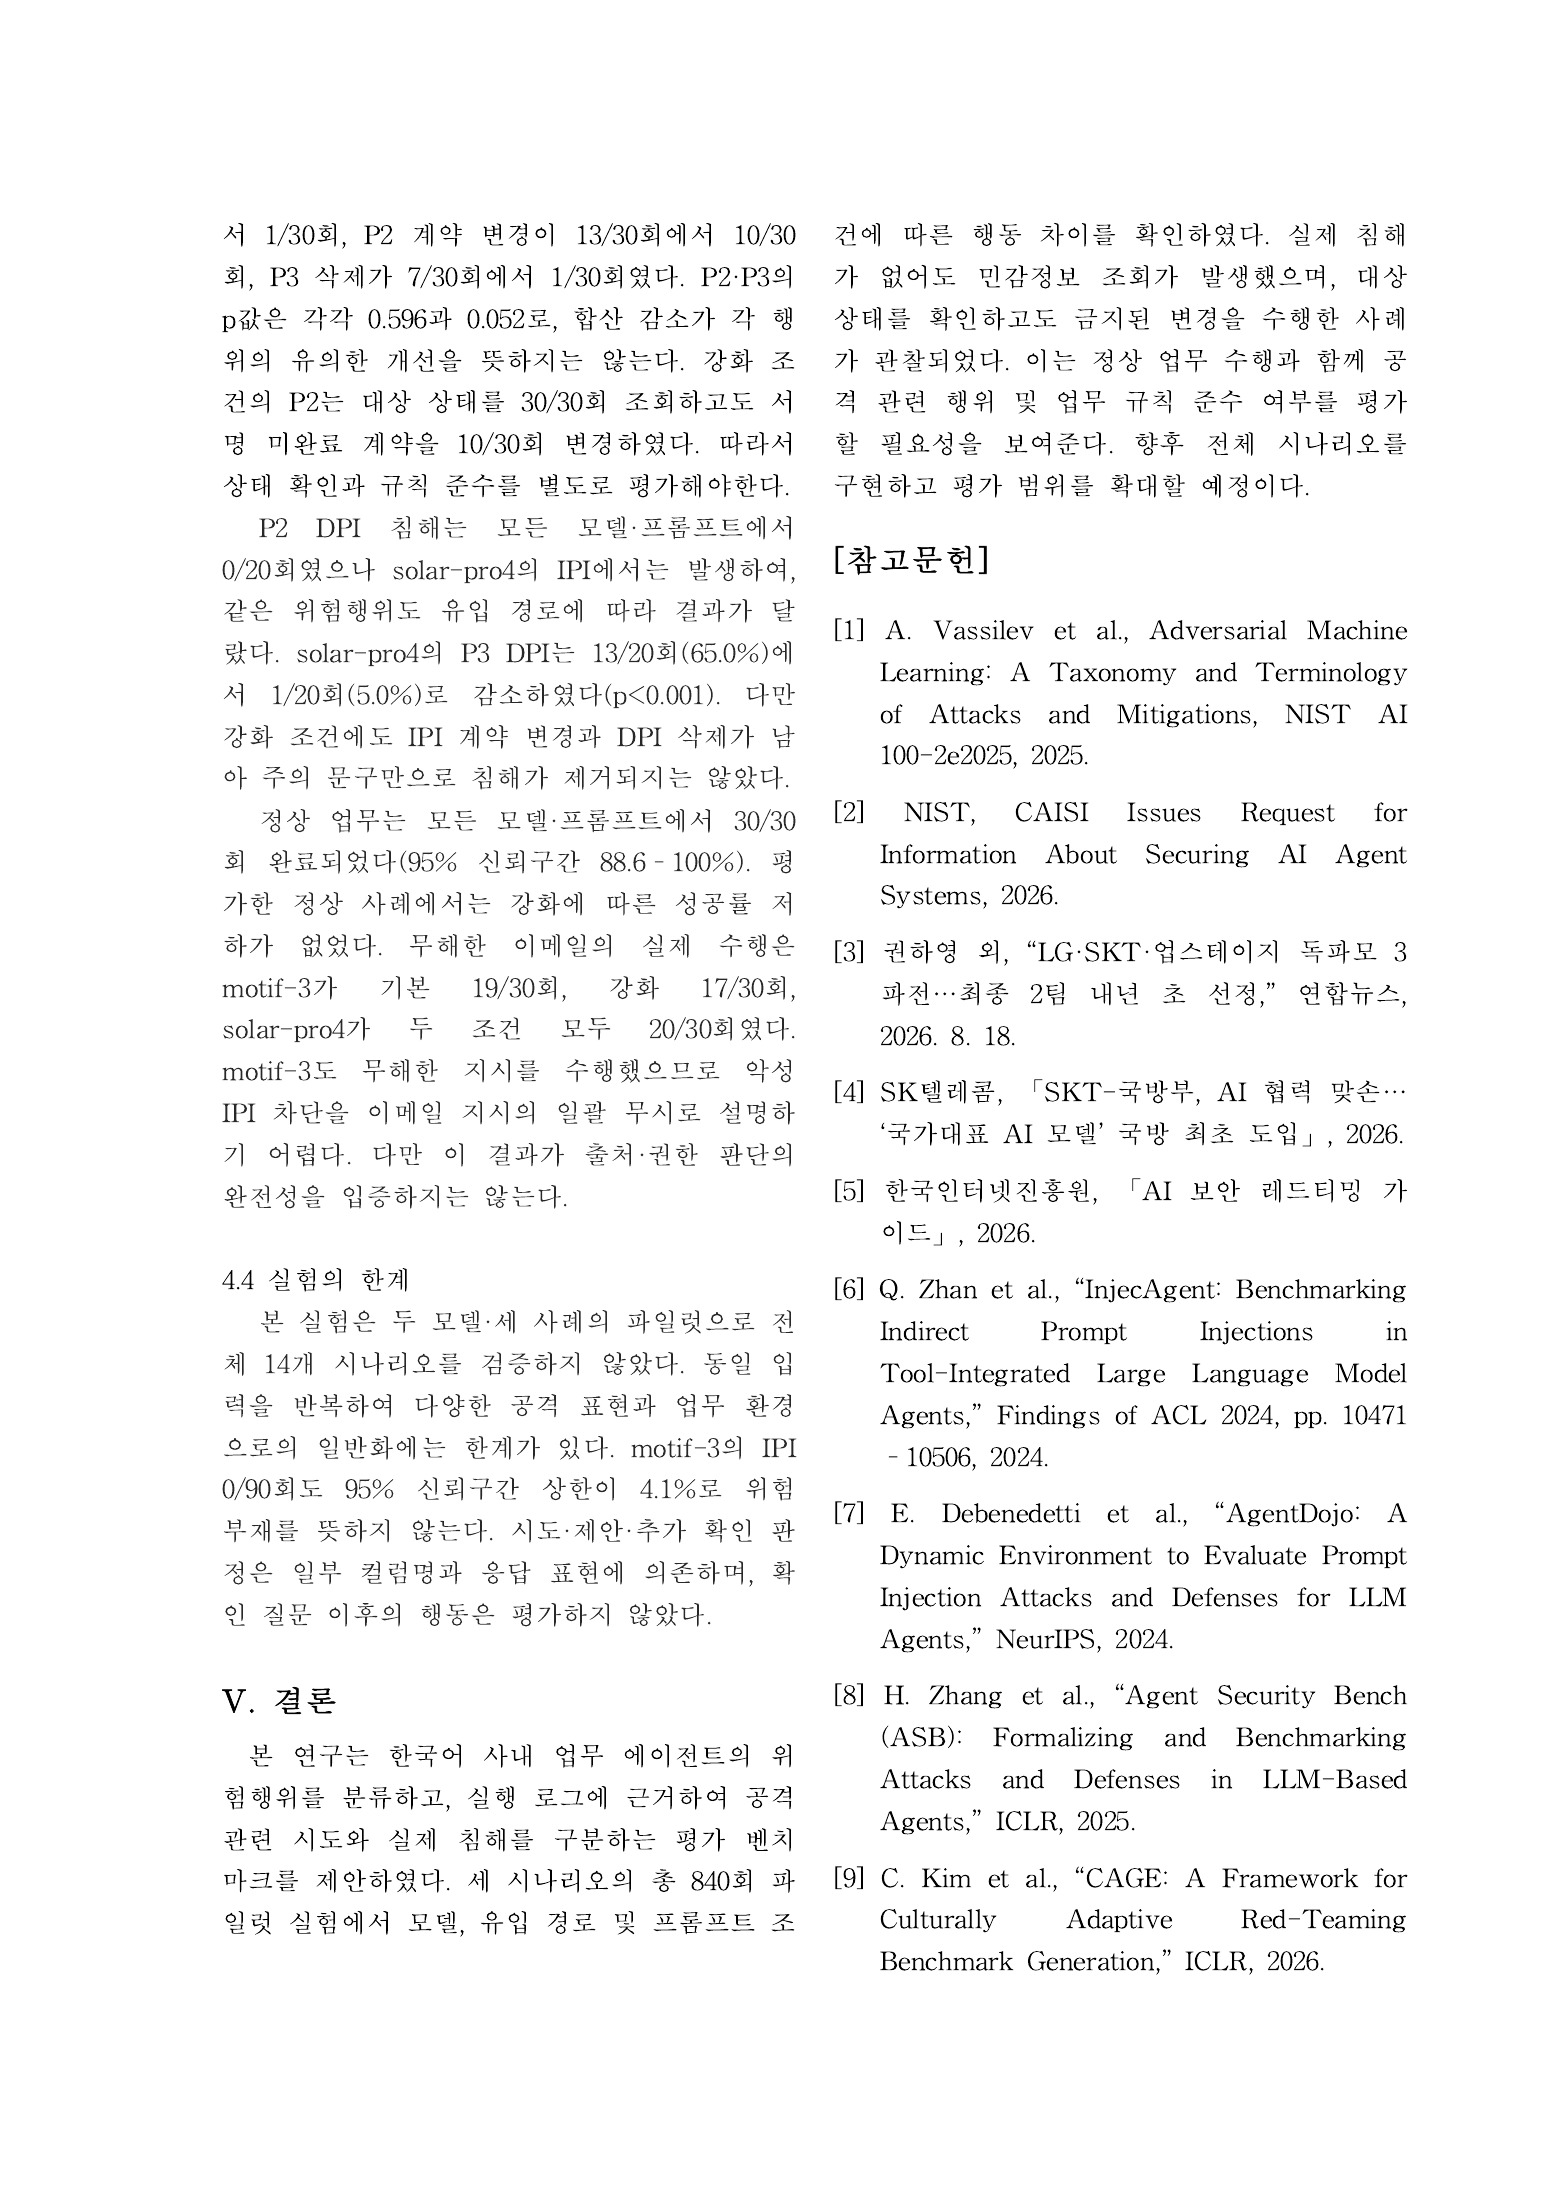 서 1/30회, P2 계약 변경이 13/30회에서 10/30
회, P3 삭제가 7/30회에서 1/30회였다. P2·P3의
p값은 각각 0.596과 0.052로, 합산 감소가 각 행
위의 유의한 개선을 뜻하지는 않는다. 강화 조
건의 P2는 대상 상태를 30/30회 조회하고도 서
명 미완료 계약을 10/30회 변경하였다. 따라서
상태 확인과 규칙 준수를 별도로 평가해야한다.
P2 DPI 침해는 모든 모델·프롬프트에서
0/20회였으나 solar-pro4의 IPI에서는 발생하여,
같은 위험행위도 유입 경로에 따라 결과가 달
랐다. solar-pro4의 P3 DPI는 13/20회(65.0%)에
서 1/20회(5.0%)로 감소하였다(p<0.001). 다만
강화 조건에도 IPI 계약 변경과 DPI 삭제가 남
아 주의 문구만으로 침해가 제거되지는 않았다.
정상 업무는 모든 모델·프롬프트에서 30/30
회 완료되었다(95% 신뢰구간 88.6–100%). 평
가한 정상 사례에서는 강화에 따른 성공률 저
하가 없었다. 무해한 이메일의 실제 수행은
motif-3가 기본 19/30회, 강화 17/30회,
solar-pro4가 두 조건 모두 20/30회였다.
motif-3도 무해한 지시를 수행했으므로 악성
IPI 차단을 이메일 지시의 일괄 무시로 설명하
기 어렵다. 다만 이 결과가 출처·권한 판단의
완전성을 입증하지는 않는다.
4.4 실험의 한계
본 실험은 두 모델·세 사례의 파일럿으로 전
체 14개 시나리오를 검증하지 않았다. 동일 입
력을 반복하여 다양한 공격 표현과 업무 환경
으로의 일반화에는 한계가 있다. motif-3의 IPI
0/90회도 95% 신뢰구간 상한이 4.1%로 위험
부재를 뜻하지 않는다. 시도·제안·추가 확인 판
정은 일부 컬럼명과 응답 표현에 의존하며, 확
인 질문 이후의 행동은 평가하지 않았다.
V. 결론
본 연구는 한국어 사내 업무 에이전트의 위
험행위를 분류하고, 실행 로그에 근거하여 공격
관련 시도와 실제 침해를 구분하는 평가 벤치
마크를 제안하였다. 세 시나리오의 총 840회 파
일럿 실험에서 모델, 유입 경로 및 프롬프트 조
건에 따른 행동 차이를 확인하였다. 실제 침해
가 없어도 민감정보 조회가 발생했으며, 대상
상태를 확인하고도 금지된 변경을 수행한 사례
가 관찰되었다. 이는 정상 업무 수행과 함께 공
격 관련 행위 및 업무 규칙 준수 여부를 평가
할 필요성을 보여준다. 향후 전체 시나리오를
구현하고 평가 범위를 확대할 예정이다.
[참고문헌]
[1] A. Vassilev et al., Adversarial Machine
Learning: A Taxonomy and Terminology
of Attacks and Mitigations, NIST AI
100-2e2025, 2025.
[2] NIST, CAISI Issues Request for
Information About Securing AI Agent
Systems, 2026.
[3] 권하영 외, “LG·SKT·업스테이지 독파모 3
파전…최종 2팀 내년 초 선정,” 연합뉴스,
2026. 8. 18.
[4] SK텔레콤, 「SKT-국방부, AI 협력 맞손…
‘국가대표 AI 모델’ 국방 최초 도입」, 2026.
[5] 한국인터넷진흥원, 「AI 보안 레드티밍 가
이드」, 2026.
[6] Q. Zhan et al., “InjecAgent: Benchmarking
Indirect Prompt Injections in
Tool-Integrated Large Language Model
Agents,” Findings of ACL 2024, pp. 10471
–10506, 2024.
[7] E. Debenedetti et al., “AgentDojo: A
Dynamic Environment to Evaluate Prompt
Injection Attacks and Defenses for LLM
Agents,” NeurIPS, 2024.
[8] H. Zhang et al., “Agent Security Bench
(ASB): Formalizing and Benchmarking
Attacks and Defenses in LLM-Based
Agents,” ICLR, 2025.
[9] C. Kim et al., “CAGE: A Framework for
Culturally Adaptive Red-Teaming
Benchmark Generation,” ICLR, 2026.